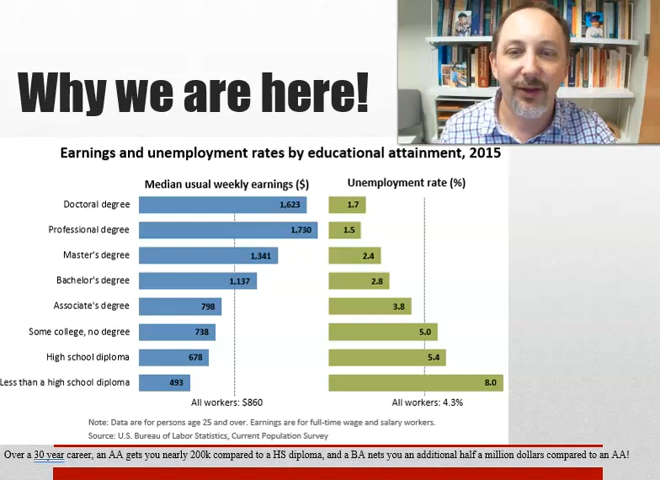 Why we are here!
Earnings and unemployment rates by educational attainment, 2015
Median usual weekly earnings ($) Unemployment rate (%)
Doctoral degree 1,623 1.7
Professional degree 1,730 1.5
Master's degree 1,341 2.4
Bachelor's degree 1,137 2.8
Associate's degree 798 3.8
Some college, no degree 738 5.0
High school diploma 678 5.4
Less than a high school diploma 493 8.0
All workers: $860 All workers: 4.3%
Note: Data are for persons age 25 and over. Earnings are for full-time wage and salary workers.
Source: U.S. Bureau of Labor Statistics, Current Population Survey
Over a 30 year career, an AA gets you nearly 200k compared to a HS diploma, and a BA nets you an additional half a million dollars compared to an AA!